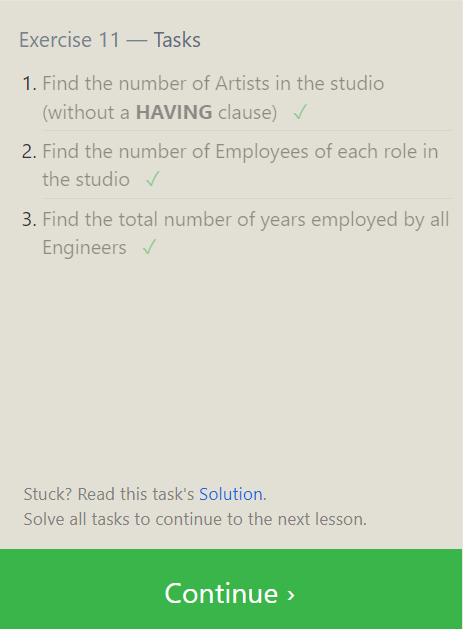 Exercise 11 — Tasks
1. Find the number of Artists in the studio
(without a HAVING clause) ✓
2. Find the number of Employees of each role in
the studio ✓
3. Find the total number of years employed by all
Engineers ✓
Stuck? Read this task's Solution.
Solve all tasks to continue to the next lesson.
Continue ›